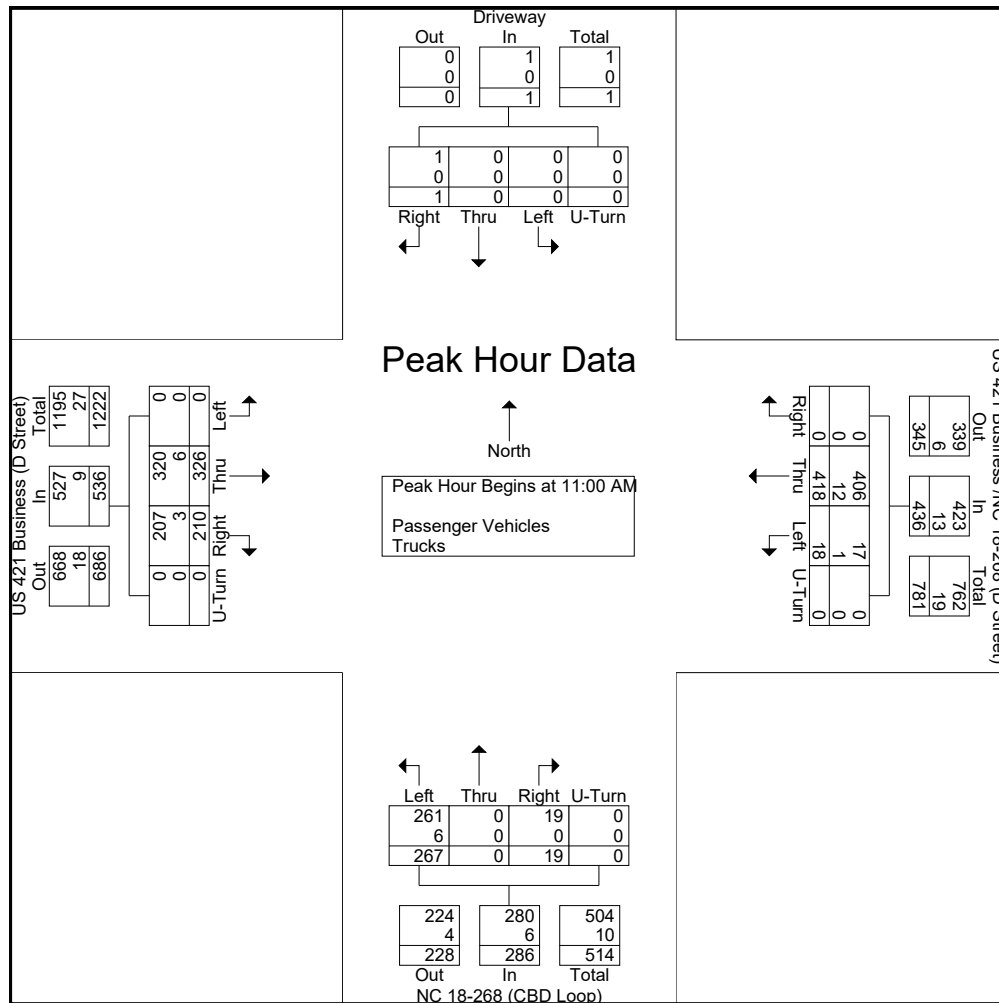 Driveway
Out In Total
0 1 1
0 0 0
0 1 1
1 0 0 0
0 0 0 0
1 0 0 0
Right Thru Left U-Turn
Peak Hour Data
North
Peak Hour Begins at 11:00 AM
Passenger Vehicles
Trucks
US 421 Business (D Street)
Total In Out
1195 527 668
27 9 18
1222 536 686
0 320 207 0
0 6 3 0
0 326 210 0
Left Thru Right U-Turn
US 421 Business /NC 18-268 (D Street)
Out In Total
339 423 762
6 13 19
345 436 781
0 406 17 0
0 12 1 0
0 418 18 0
Right Thru Left U-Turn
Left Thru Right U-Turn
261 0 19 0
6 0 0 0
267 0 19 0
224 280 504
4 6 10
228 286 514
Out In Total
NC 18-268 (CBD Loop)